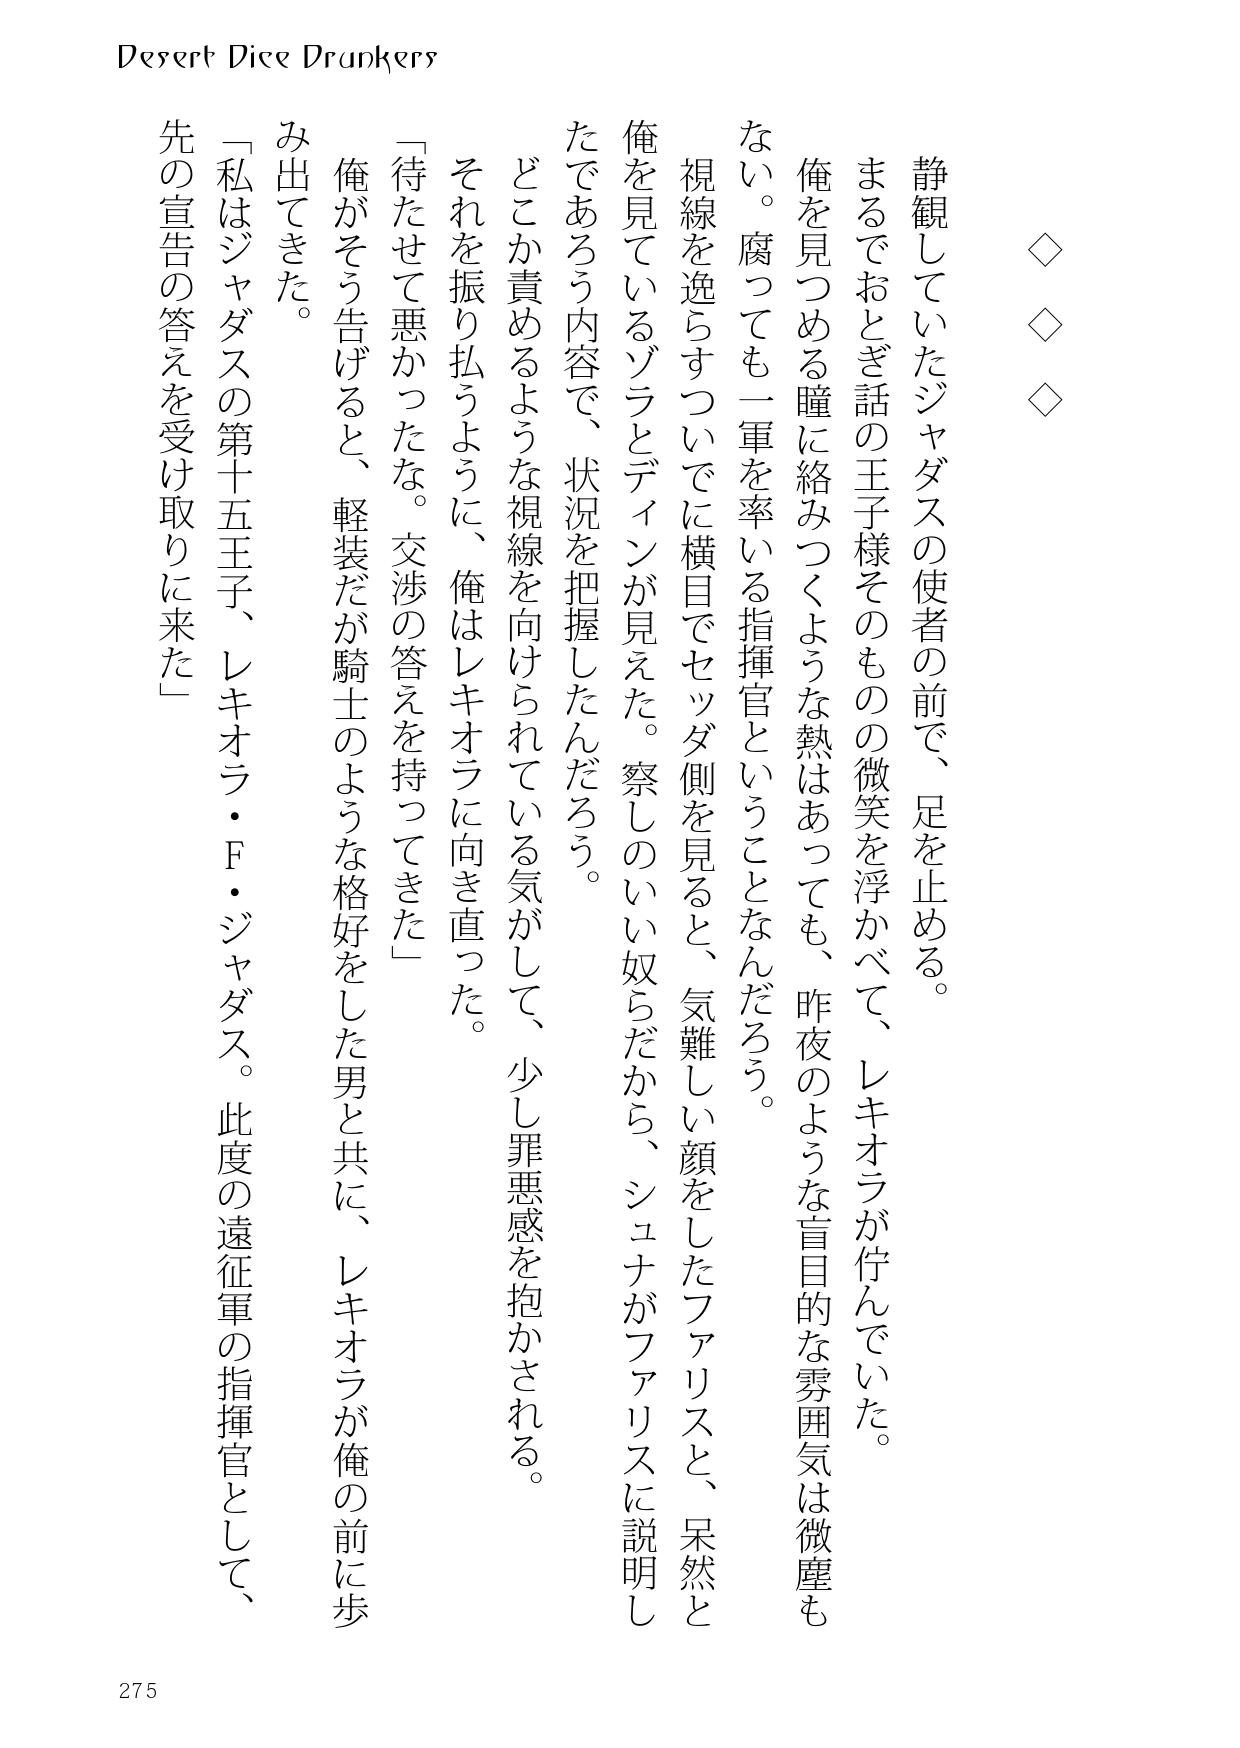 Desert Dice Drunkers
◇　◇　◇
　静観していたジャダスの使者の前で、足を止める。
　まるでおとぎ話の王子様そのものの微笑を浮かべて、レキオラが佇んでいた。
　俺を見つめる瞳に絡みつくような熱はあっても、昨夜のような盲目的な雰囲気は微塵も
ない。腐っても一軍を率いる指揮官ということなんだろう。
　視線を逸らすついでに横目でセッダ側を見ると、気難しい顔をしたファリスと、呆然と
俺を見ているゾラとディンが見えた。察しのいい奴らだから、シュナがファリスに説明し
たであろう内容で、状況を把握したんだろう。
　どこか責めるような視線を向けられている気がして、少し罪悪感を抱かされる。
　それを振り払うように、俺はレキオラに向き直った。
「待たせて悪かったな。交渉の答えを持ってきた」
　俺がそう告げると、軽装だが騎士のような格好をした男と共に、レキオラが俺の前に歩
み出てきた。
「私はジャダスの第十五王子、レキオラ・F・ジャダス。此度の遠征軍の指揮官として、
先の宣告の答えを受け取りに来た」
275